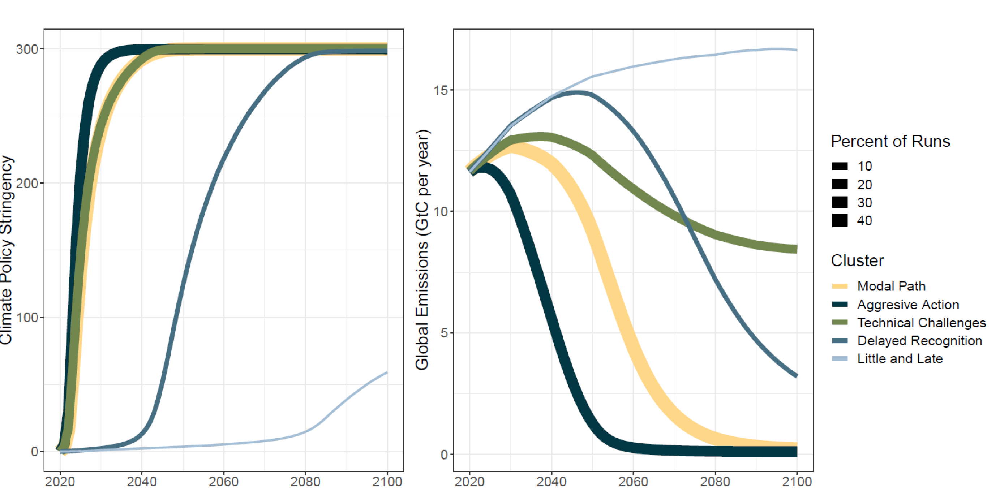 Climate Policy Stringency
300
200
100
0
2020 2040 2060 2080 2100
Global Emissions (GtC per year)
15
10
5
0
2020 2040 2060 2080 2100
Percent of Runs
10
20
30
40
Cluster
Modal Path
Aggresive Action
Technical Challenges
Delayed Recognition
Little and Late